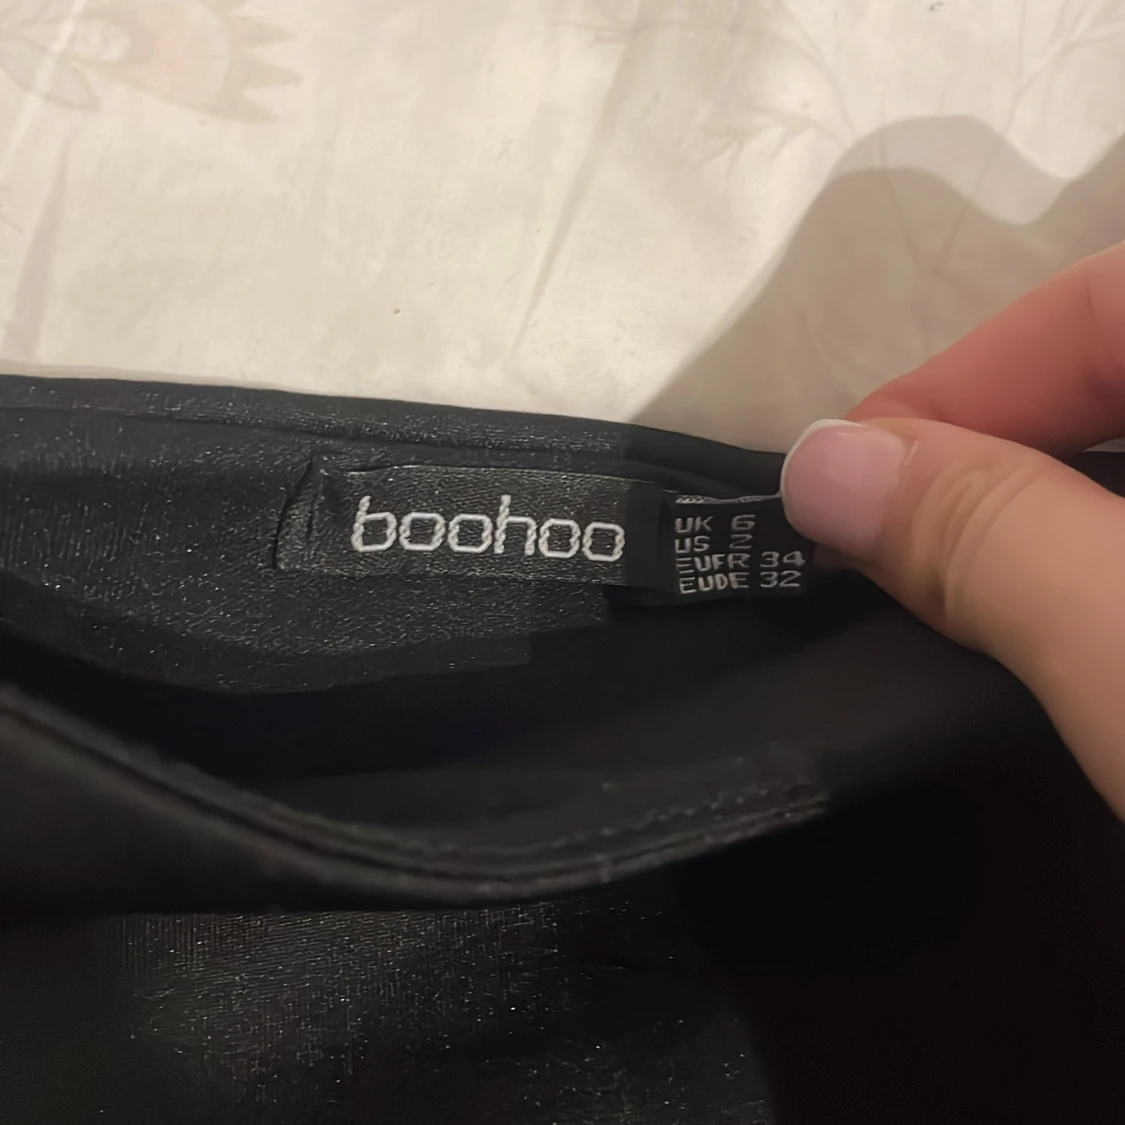 boohoo
UK 6
US 2
EUFR 34
EUDE 32